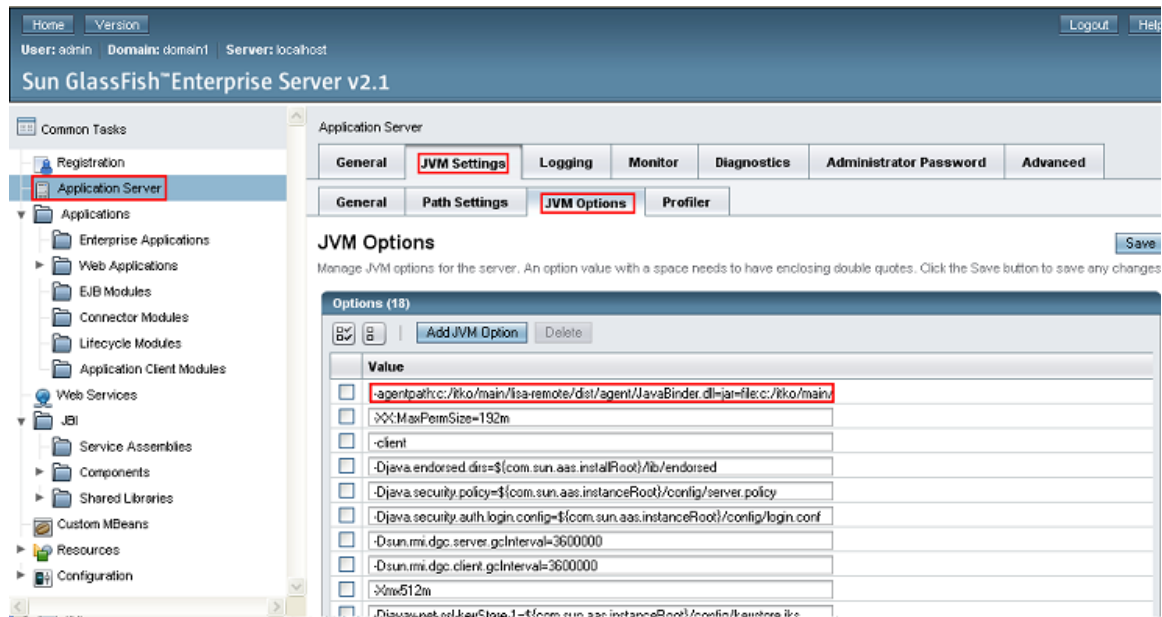 Home Version Logout Help
User: admin Domain: domain1 Server: localhost
Sun GlassFish™ Enterprise Server v2.1
Common Tasks
Registration
Application Server
Applications
Enterprise Applications
Web Applications
EJB Modules
Connector Modules
Lifecycle Modules
Application Client Modules
Web Services
JBI
Service Assemblies
Components
Shared Libraries
Custom MBeans
Resources
Configuration
Application Server
General JVM Settings Logging Monitor Diagnostics Administrator Password Advanced
General Path Settings JVM Options Profiler
JVM Options Save
Manage JVM options for the server. An option value with a space needs to have enclosing double quotes. Click the Save button to save any changes
Options (18)
Add JVM Option Delete
Value
-agentpath:c:/itko/main/lisa-remote/dist/agent/JavaBinder.dll=jar=file:c:/itko/main/
-XX:MaxPermSize=192m
-client
-Djava.endorsed.dirs=${com.sun.aas.installRoot}/lib/endorsed
-Djava.security.policy=${com.sun.aas.instanceRoot}/config/server.policy
-Djava.security.auth.login.config=${com.sun.aas.instanceRoot}/config/login.conf
-Dsun.rmi.dgc.server.gcInterval=3600000
-Dsun.rmi.dgc.client.gcInterval=3600000
-Xmx512m